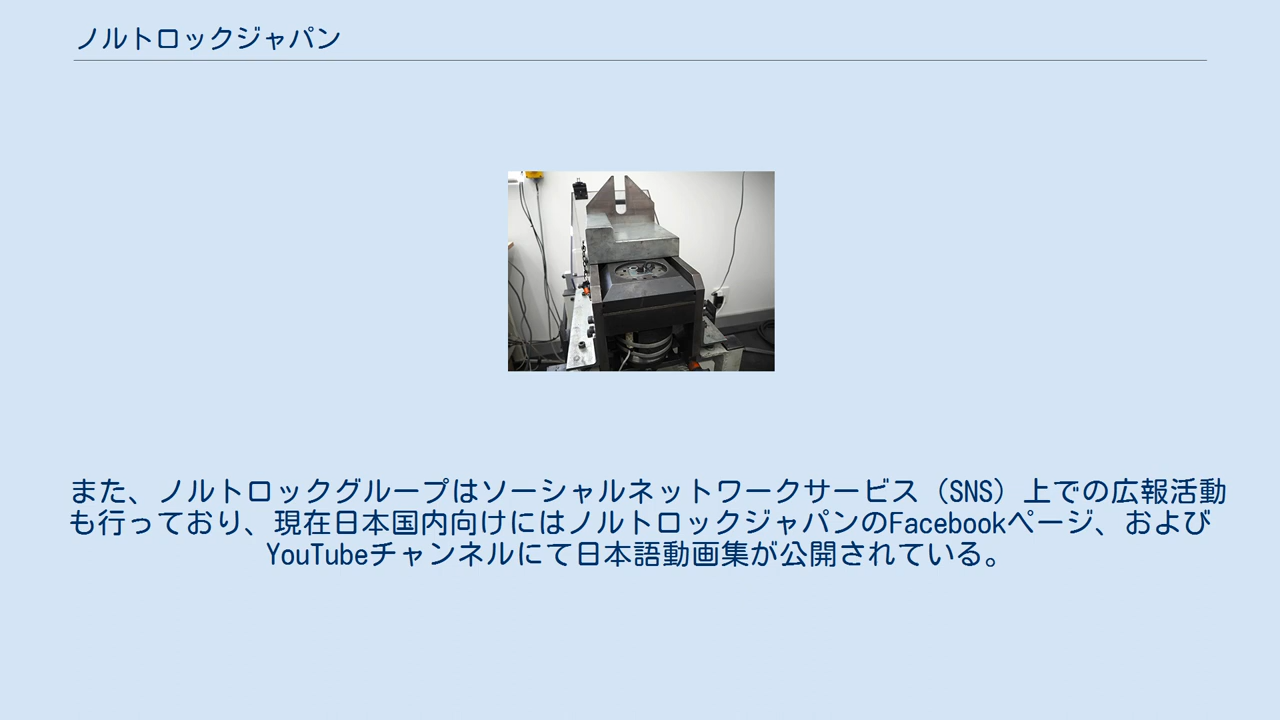 ノルトロックジャパン
また、ノルトロックグループはソーシャルネットワークサービス（SNS）上での広報活動
も行っており、現在日本国内向けにはノルトロックジャパンのFacebookページ、および
YouTubeチャンネルにて日本語動画集が公開されている。